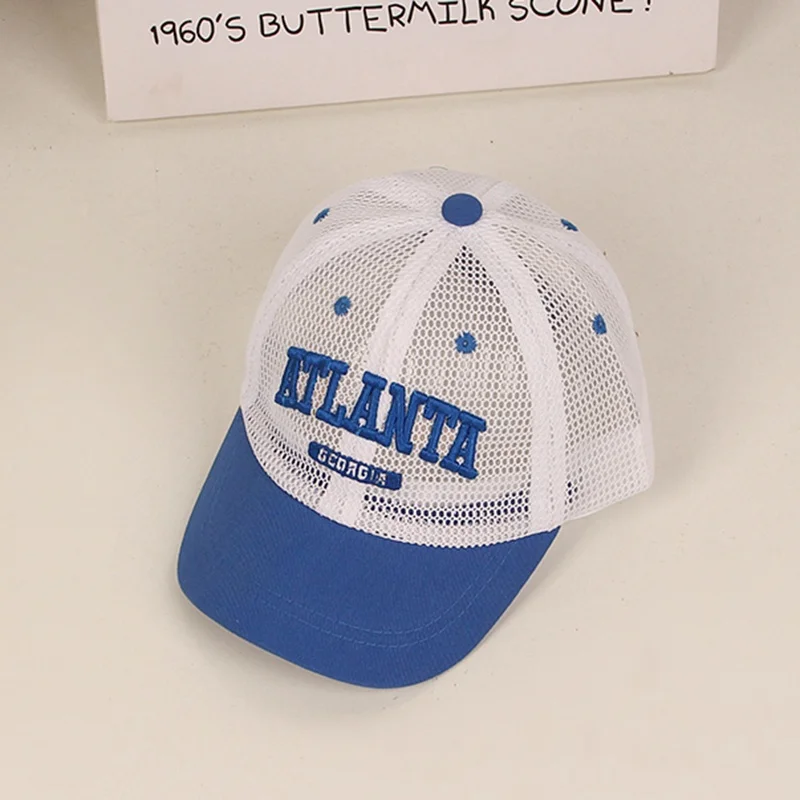 1960'S BUTTERMILK SCONE!
ATLANTA
GEORGIA